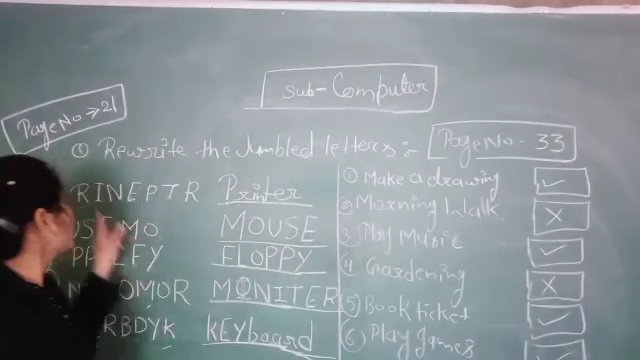 sub-Computer
Page No → 21
① Rewrite the Jumbled letters :-
RINEPTR Printer
MO MOUSE
FY FLOPPY
OMOR MONITER
RBDYK KEYboard
Page No - 33
① Make a drawing ✓
② Morning Walk ✗
③ Play Music ✓
④ Gardening ✗
⑤ Book ticket ✓
⑥ Play games